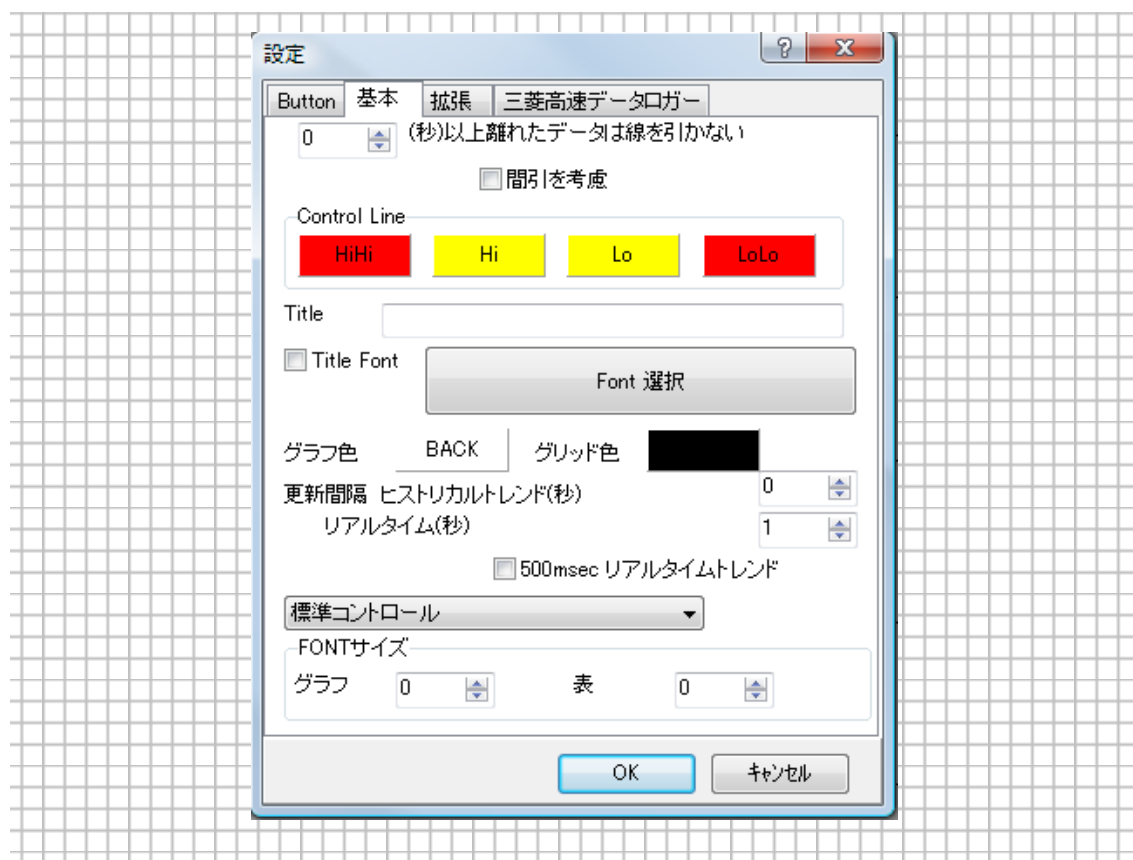 設定
Button 基本 拡張 三菱高速データロガー
0 (秒)以上離れたデータは線を引かない
間引を考慮
Control Line
HiHi Hi Lo LoLo
Title
Title Font
Font 選択
グラフ色 BACK グリッド色
更新間隔 ヒストリカルトレンド(秒) 0
リアルタイム(秒) 1
500msec リアルタイムトレンド
標準コントロール
FONTサイズ
グラフ 0 表 0
OK キャンセル